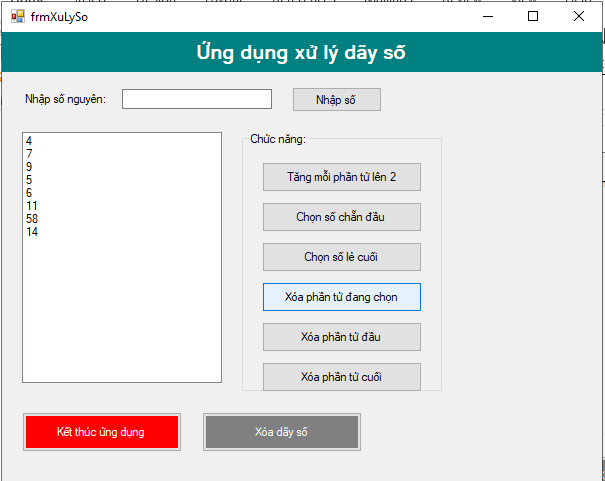 frmXuLySo
Ứng dụng xử lý dãy số
Nhập số nguyên:
Nhập số
4
7
9
5
6
11
58
14
Chức năng:
Tăng mỗi phần tử lên 2
Chọn số chẵn đầu
Chọn số lẻ cuối
Xóa phần tử đang chọn
Xóa phần tử đầu
Xóa phần tử cuối
Kết thúc ứng dụng
Xóa dãy số